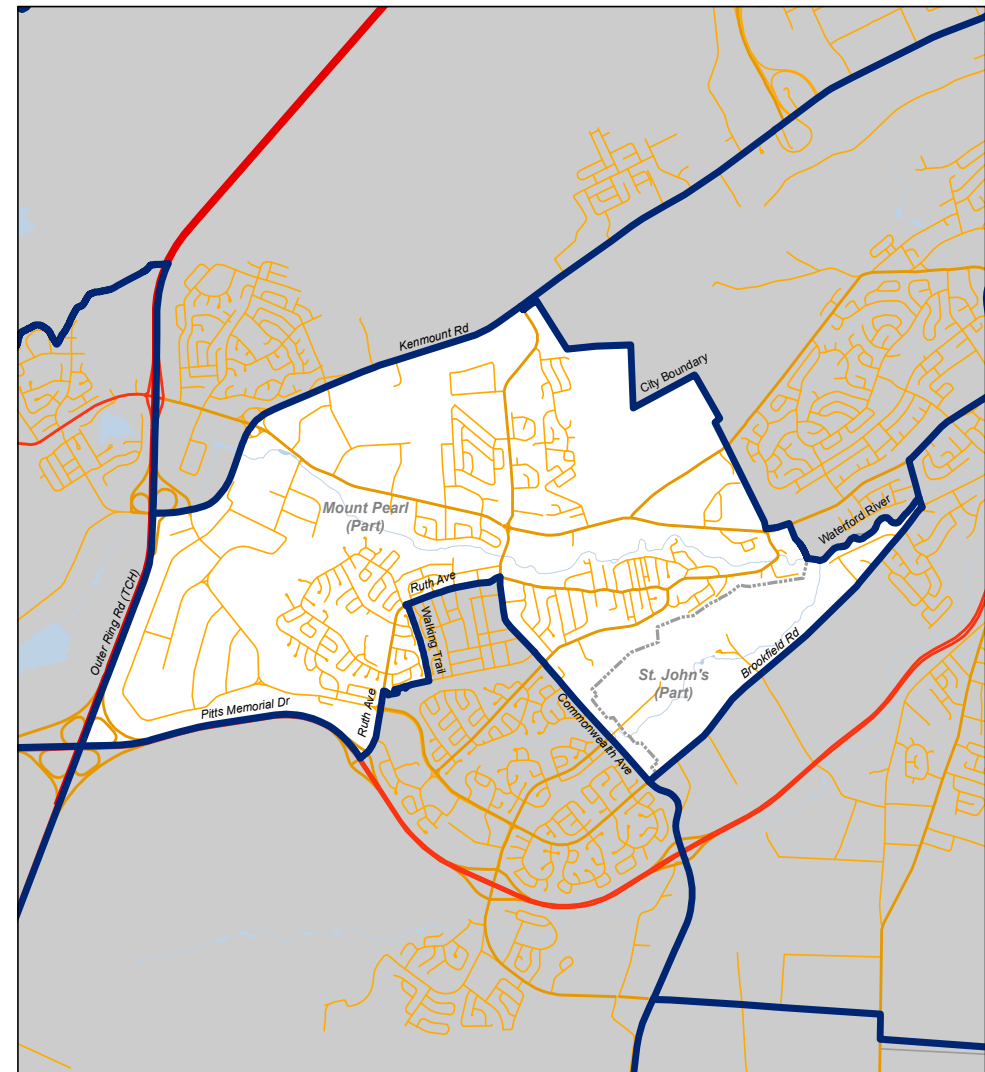 Kenmount Rd
City Boundary
Mount Pearl
(Part)
Waterford River
Ruth Ave
Walking Trail
Outer Ring Rd (TCH)
Brookfield Rd
St. John's
(Part)
Ruth Ave
Pitts Memorial Dr
Commonwealth Ave